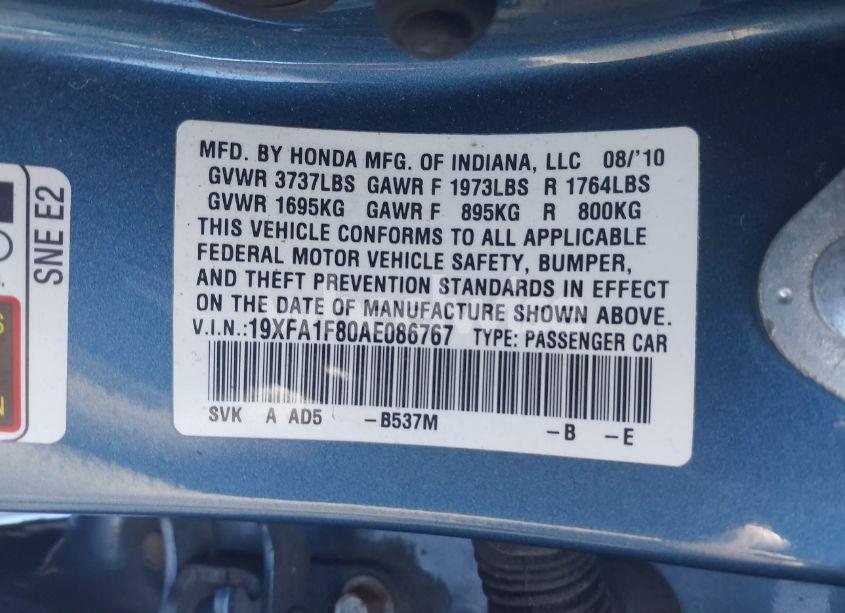 MFD. BY HONDA MFG. OF INDIANA, LLC 08/'10
GVWR 3737LBS GAWR F 1973LBS R 1764LBS
GVWR 1695KG GAWR F 895KG R 800KG
THIS VEHICLE CONFORMS TO ALL APPLICABLE
FEDERAL MOTOR VEHICLE SAFETY, BUMPER,
AND THEFT PREVENTION STANDARDS IN EFFECT
ON THE DATE OF MANUFACTURE SHOWN ABOVE.
V.I.N.:19XFA1F80AE086767 TYPE: PASSENGER CAR
SVK A AD5 -B537M -B -E
SNE E2